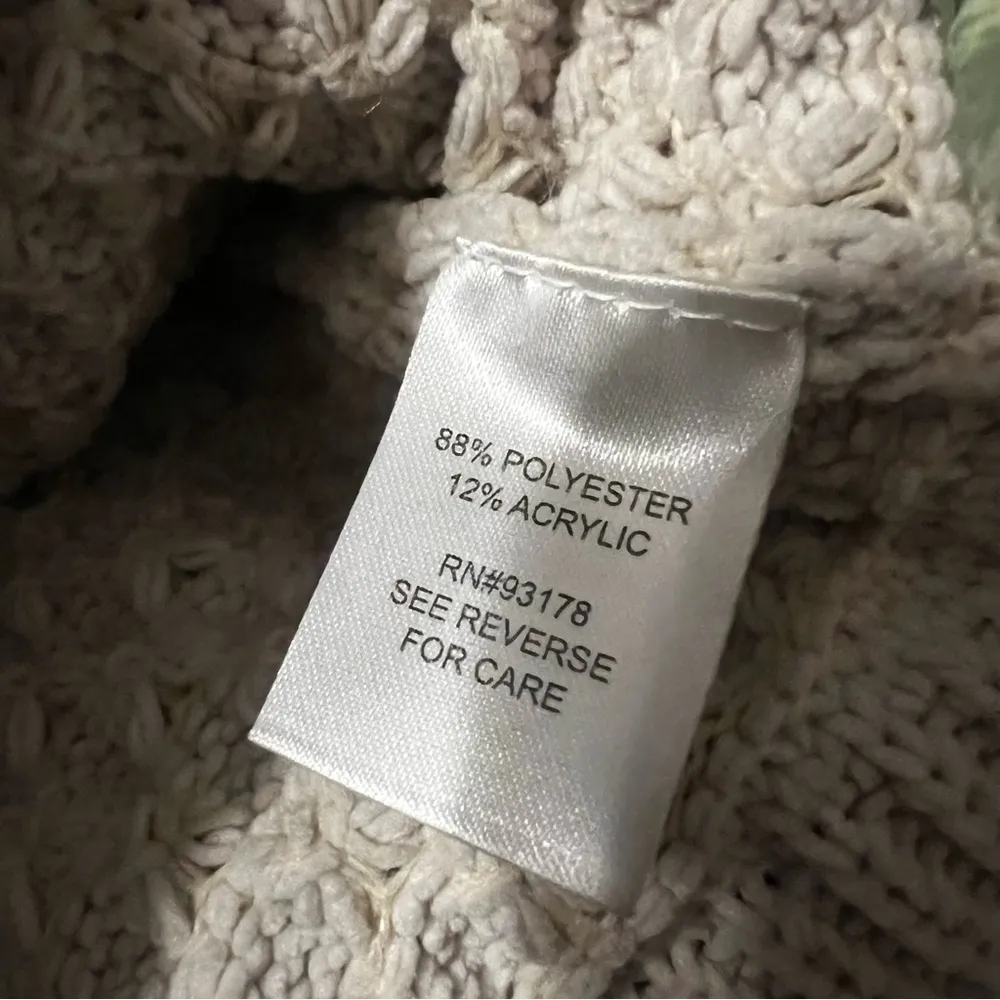 88% POLYESTER
12% ACRYLIC
RN#93178
SEE REVERSE
FOR CARE